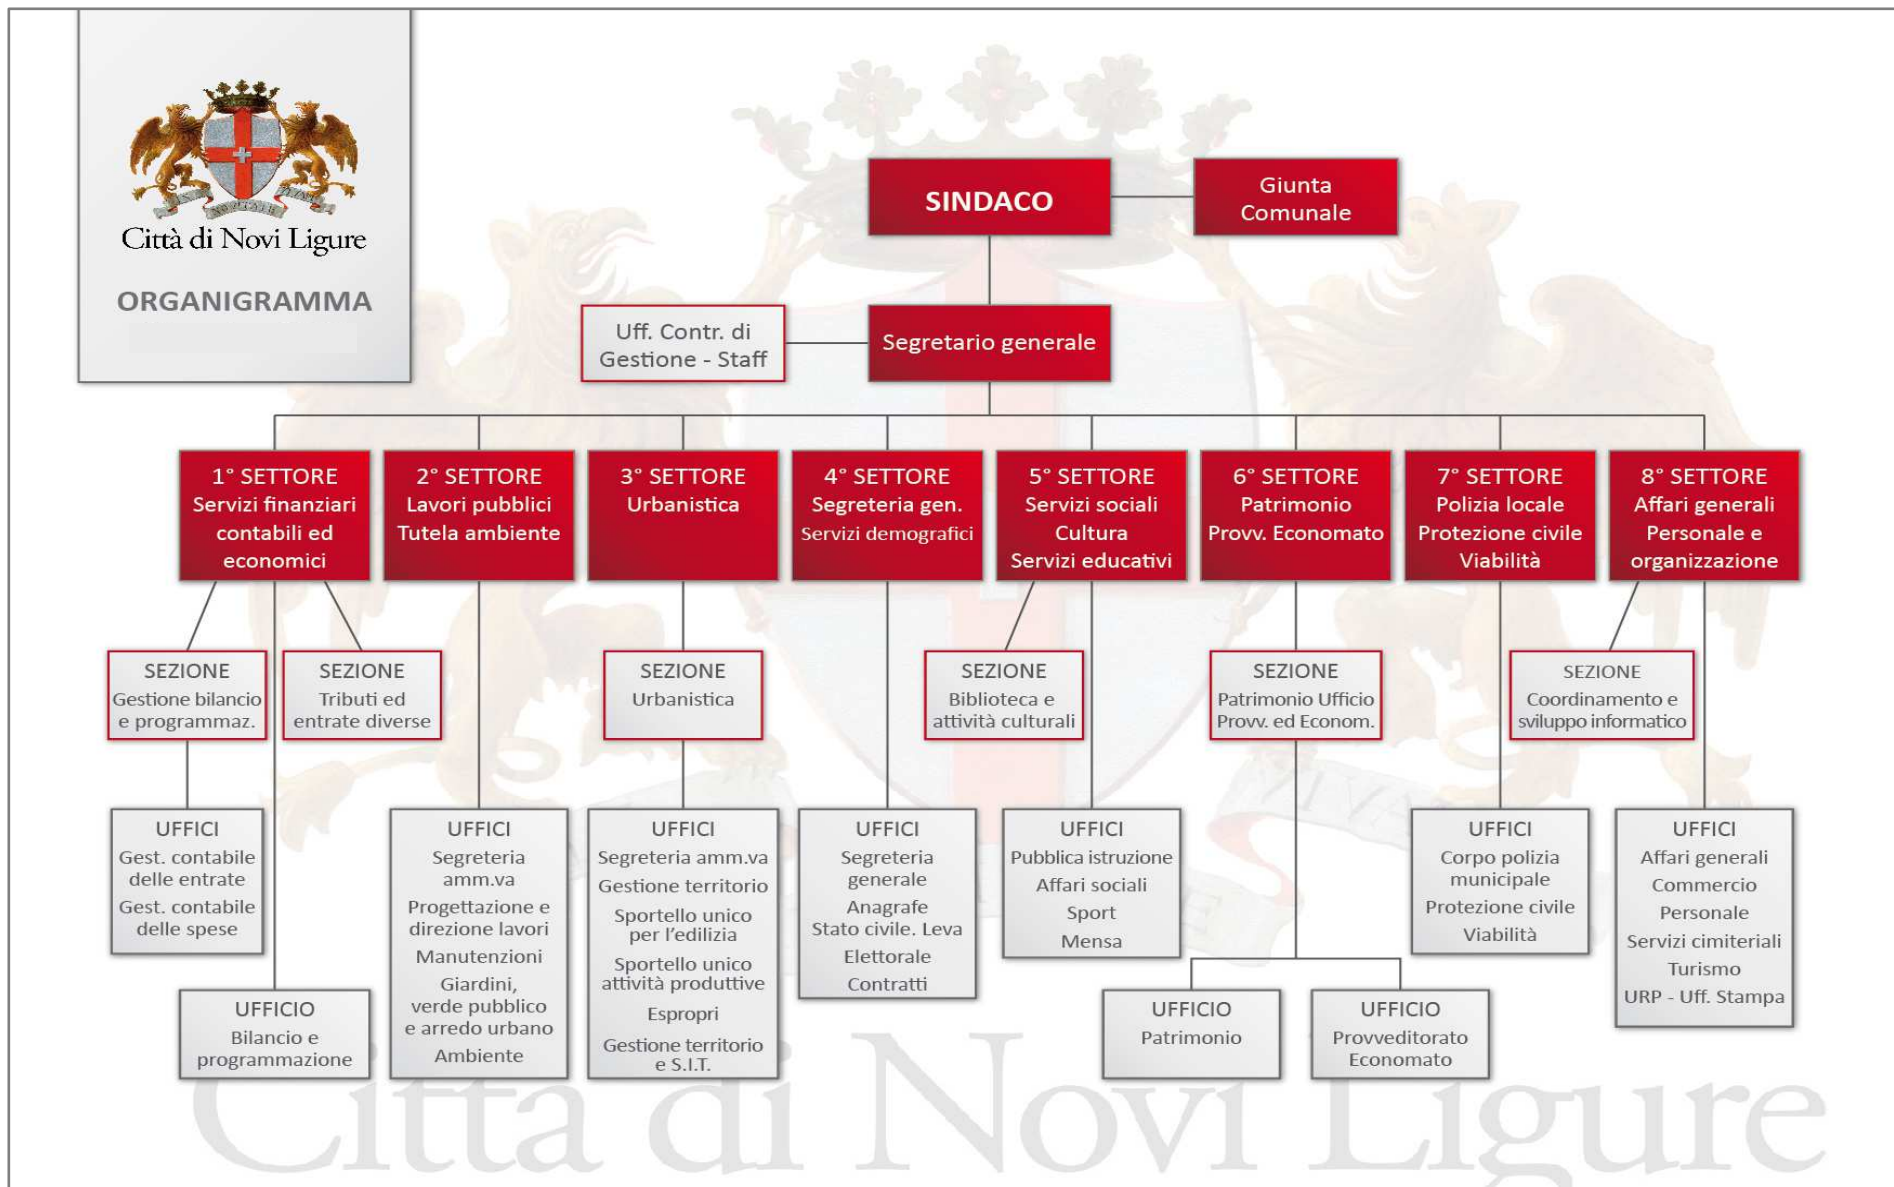 Città di Novi Ligure
ORGANIGRAMMA
SINDACO
Giunta
Comunale
Uff. Contr. di
Gestione - Staff
Segretario generale
1° SETTORE
Servizi finanziari
contabili ed
economici
2° SETTORE
Lavori pubblici
Tutela ambiente
3° SETTORE
Urbanistica
4° SETTORE
Segreteria gen.
Servizi demografici
5° SETTORE
Servizi sociali
Cultura
Servizi educativi
6° SETTORE
Patrimonio
Provv. Economato
7° SETTORE
Polizia locale
Protezione civile
Viabilità
8° SETTORE
Affari generali
Personale e
organizzazione
SEZIONE
Gestione bilancio
e programmaz.
SEZIONE
Tributi ed
entrate diverse
SEZIONE
Urbanistica
SEZIONE
Biblioteca e
attività culturali
SEZIONE
Patrimonio Ufficio
Provv. ed Econom.
SEZIONE
Coordinamento e
sviluppo informatico
UFFICI
Gest. contabile
delle entrate
Gest. contabile
delle spese
UFFICIO
Bilancio e
programmazione
UFFICI
Segreteria
amm.va
Progettazione e
direzione lavori
Manutenzioni
Giardini,
verde pubblico
e arredo urbano
Ambiente
UFFICI
Segreteria amm.va
Gestione territorio
Sportello unico
per l'edilizia
Sportello unico
attività produttive
Espropri
Gestione territorio
e S.I.T.
UFFICI
Segreteria
generale
Anagrafe
Stato civile. Leva
Elettorale
Contratti
UFFICI
Pubblica istruzione
Affari sociali
Sport
Mensa
UFFICIO
Patrimonio
UFFICIO
Provveditorato
Economato
UFFICI
Corpo polizia
municipale
Protezione civile
Viabilità
UFFICI
Affari generali
Commercio
Personale
Servizi cimiteriali
Turismo
URP - Uff. Stampa
Città di Novi Ligure